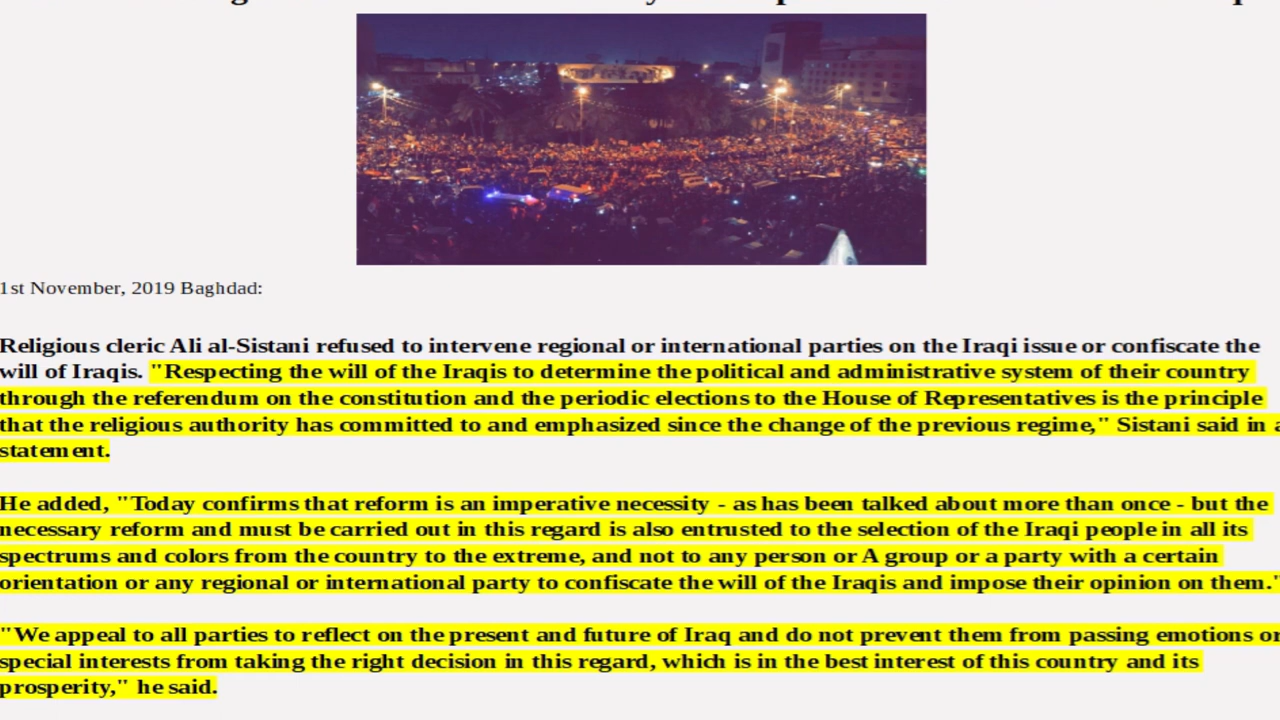 1st November, 2019 Baghdad:
Religious cleric Ali al-Sistani refused to intervene regional or international parties on the Iraqi issue or confiscate the
will of Iraqis. "Respecting the will of the Iraqis to determine the political and administrative system of their country
through the referendum on the constitution and the periodic elections to the House of Representatives is the principle
that the religious authority has committed to and emphasized since the change of the previous regime," Sistani said in a
statement.
He added, "Today confirms that reform is an imperative necessity - as has been talked about more than once - but the
necessary reform and must be carried out in this regard is also entrusted to the selection of the Iraqi people in all its
spectrums and colors from the country to the extreme, and not to any person or A group or a party with a certain
orientation or any regional or international party to confiscate the will of the Iraqis and impose their opinion on them."
"We appeal to all parties to reflect on the present and future of Iraq and do not prevent them from passing emotions or
special interests from taking the right decision in this regard, which is in the best interest of this country and its
prosperity," he said.